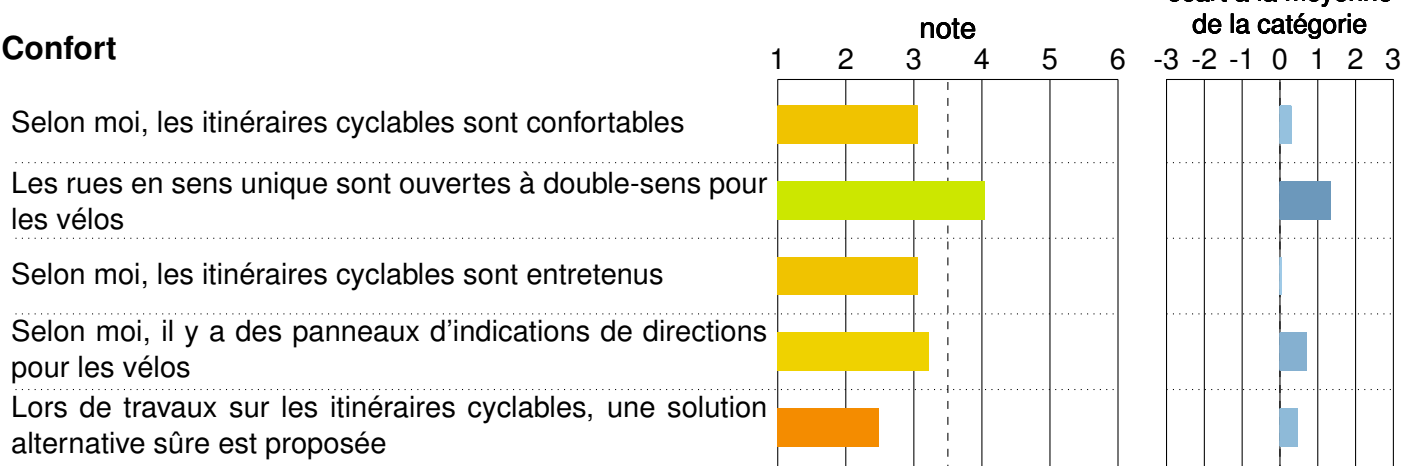 note
de la catégorie
Confort
1 2 3 4 5 6 -3 -2 -1 0 1 2 3
Selon moi, les itinéraires cyclables sont confortables
Les rues en sens unique sont ouvertes à double-sens pour
les vélos
Selon moi, les itinéraires cyclables sont entretenus
Selon moi, il y a des panneaux d'indications de directions
pour les vélos
Lors de travaux sur les itinéraires cyclables, une solution
alternative sûre est proposée